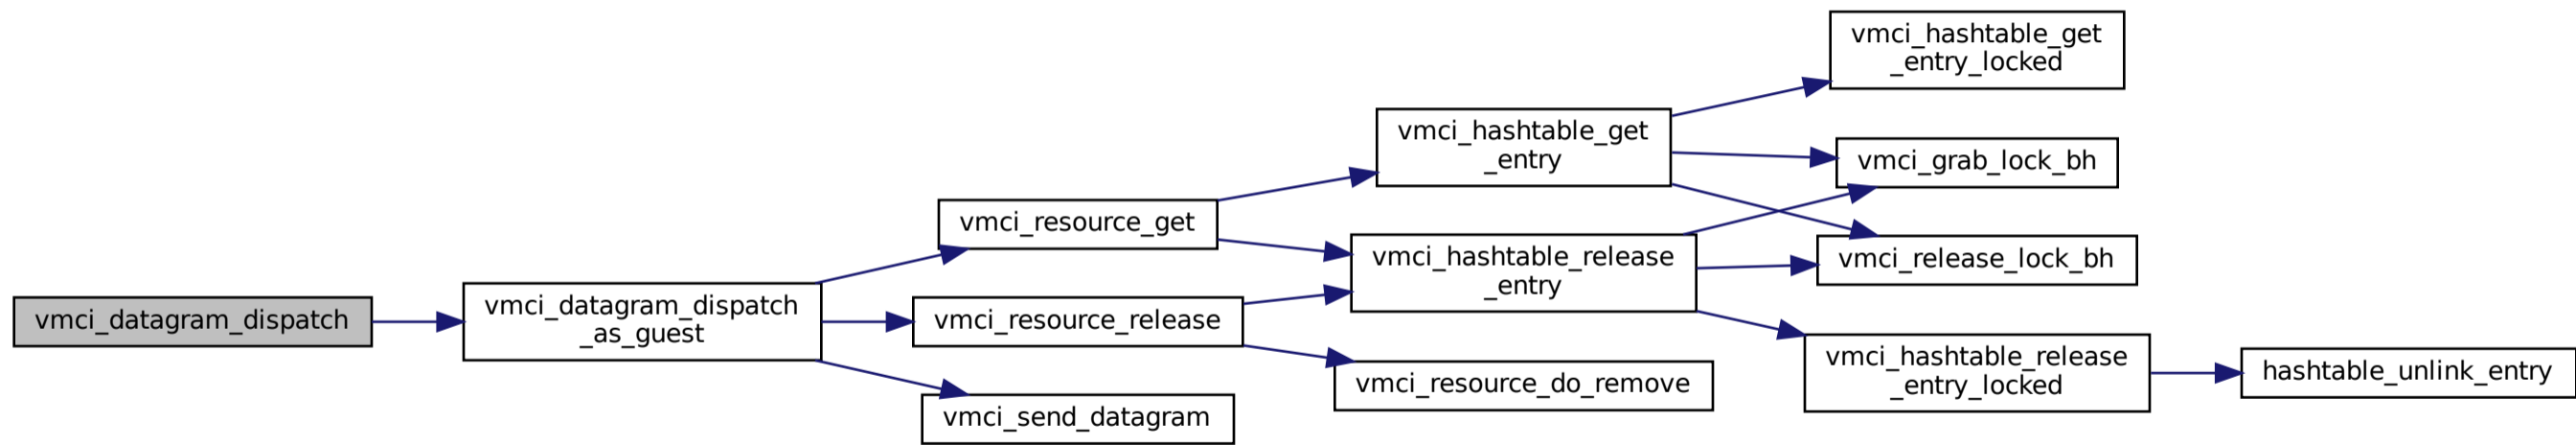 vmci_datagram_dispatch
vmci_datagram_dispatch
_as_guest
vmci_resource_get
vmci_resource_release
vmci_send_datagram
vmci_hashtable_get
_entry
vmci_hashtable_release
_entry
vmci_resource_do_remove
vmci_hashtable_get
_entry_locked
vmci_grab_lock_bh
vmci_release_lock_bh
vmci_hashtable_release
_entry_locked
hashtable_unlink_entry